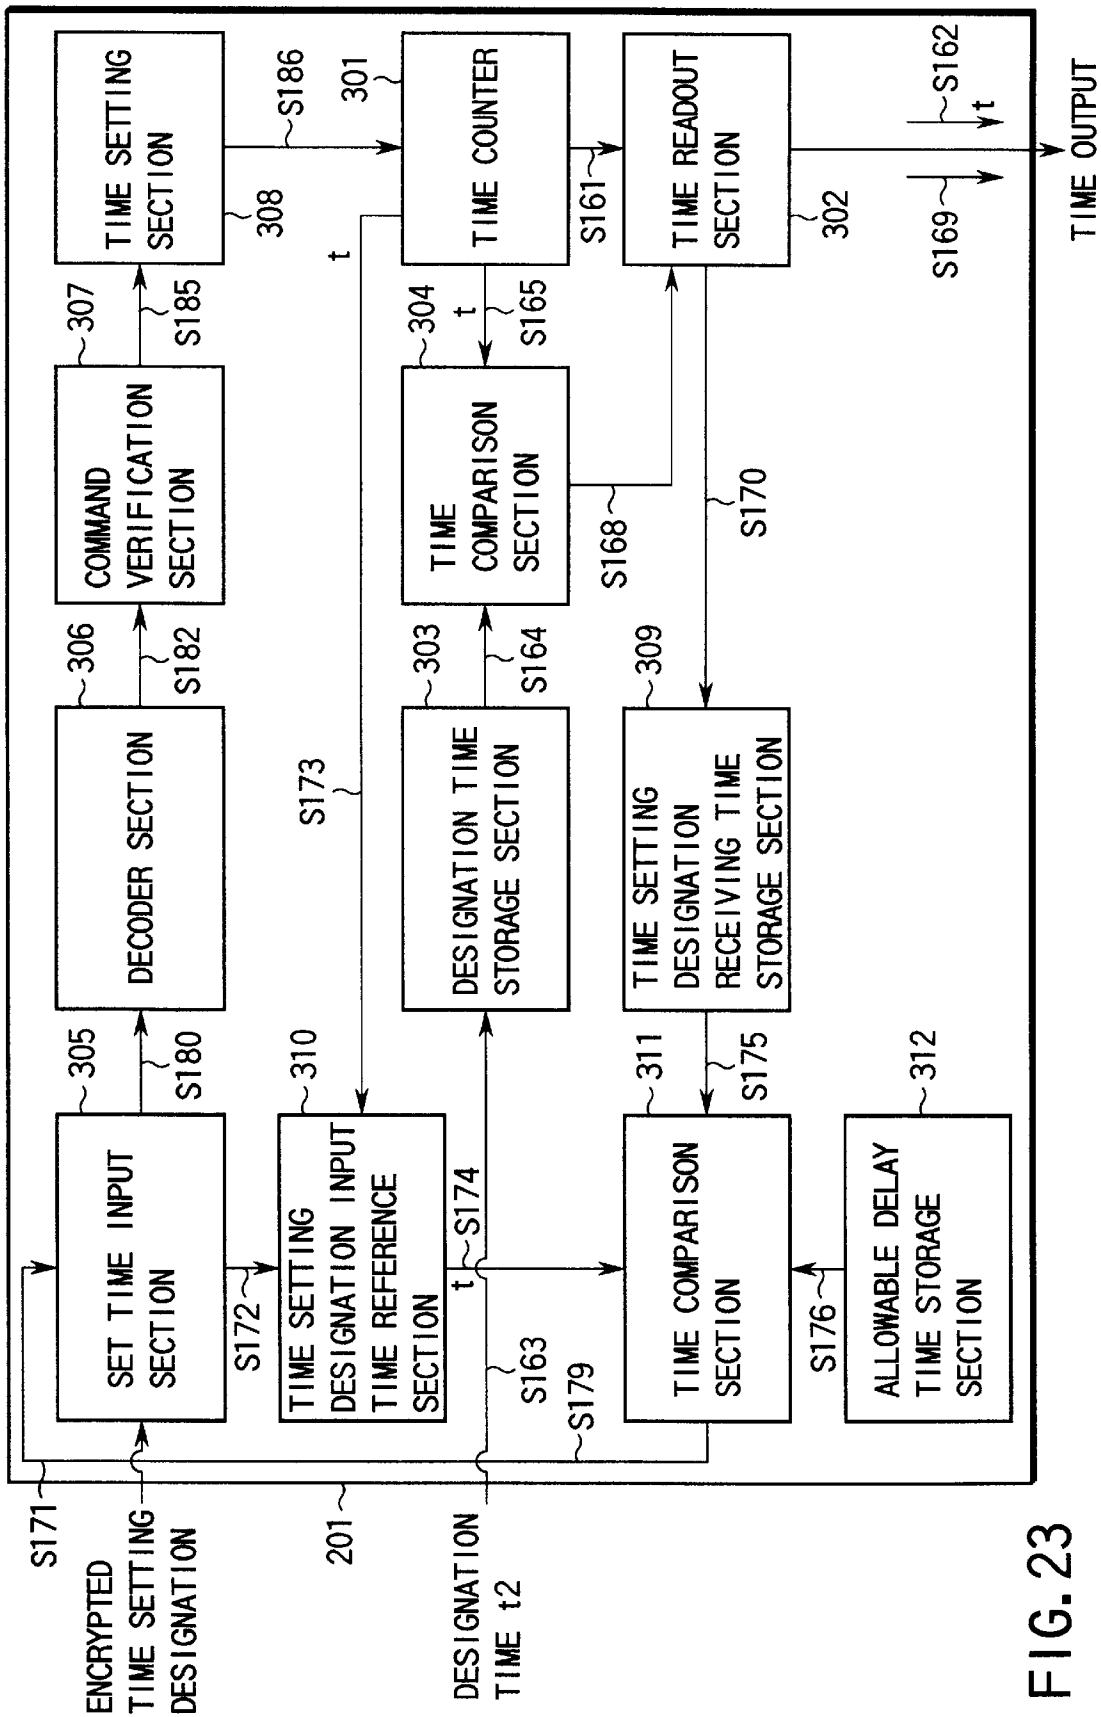 ENCRYPTED
TIME SETTING
DESIGNATION
S171
201
DESIGNATION
TIME t2
SET TIME INPUT
SECTION
305
S180
DECODER SECTION
306
S182
COMMAND
VERIFICATION
SECTION
307
S185
TIME SETTING
SECTION
308
S186
S172
TIME SETTING
DESIGNATION INPUT
TIME REFERENCE
SECTION
310
S173
t
t
S174
S163
S179
DESIGNATION TIME
STORAGE SECTION
303
S164
TIME
COMPARISON
SECTION
304
t
S165
TIME COUNTER
301
S161
S168
TIME COMPARISON
SECTION
311
S175
TIME SETTING
DESIGNATION
RECEIVING TIME
STORAGE SECTION
309
S170
TIME READOUT
SECTION
302
S176
ALLOWABLE DELAY
TIME STORAGE
SECTION
312
S169
S162
t
TIME OUTPUT
FIG. 23